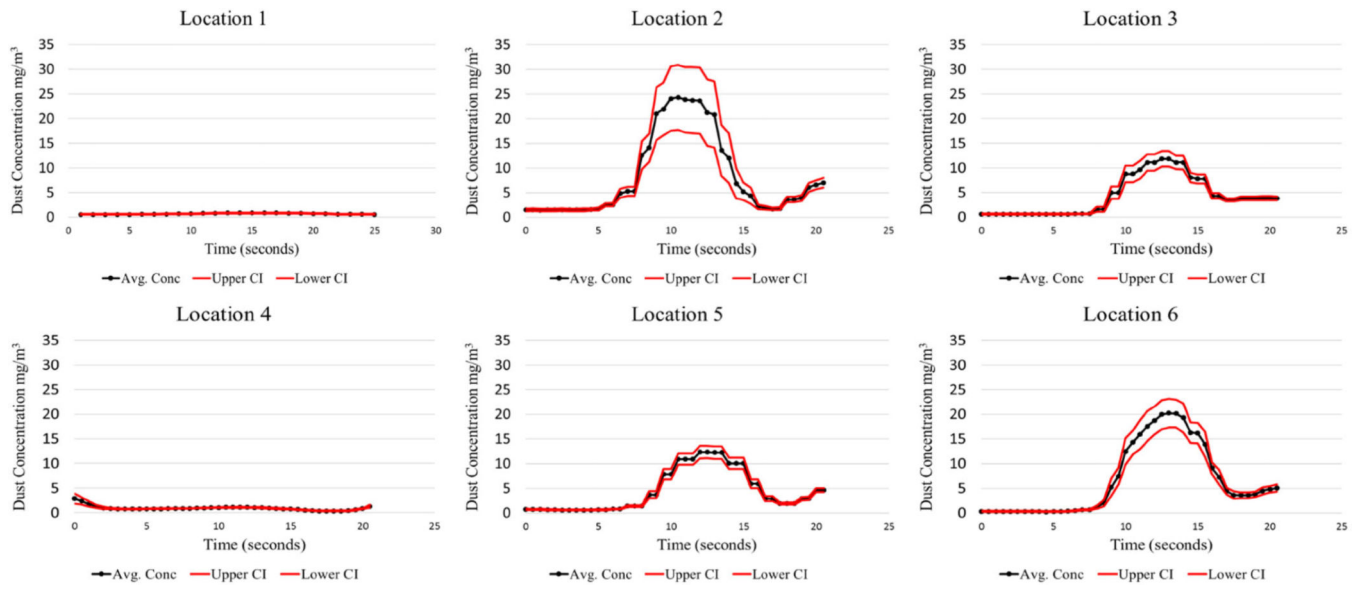 Location 1
Dust Concentration mg/m³
35
30
25
20
15
10
5
0
0 5 10 15 20 25 30
Time (seconds)
Avg. Conc Upper CI Lower CI
Location 2
Dust Concentration mg/m³
35
30
25
20
15
10
5
0
0 5 10 15 20 25
Time (seconds)
Avg. Conc Upper CI Lower CI
Location 3
Dust Concentration mg/m³
35
30
25
20
15
10
5
0
0 5 10 15 20 25
Time (seconds)
Avg. Conc Upper CI Lower CI
Location 4
Dust Concentration mg/m³
35
30
25
20
15
10
5
0
0 5 10 15 20 25
Time (seconds)
Avg. Conc Upper CI Lower CI
Location 5
Dust Concentration mg/m³
35
30
25
20
15
10
5
0
0 5 10 15 20 25
Time (seconds)
Avg. Conc Upper CI Lower CI
Location 6
Dust Concentration mg/m³
35
30
25
20
15
10
5
0
0 5 10 15 20 25
Time (seconds)
Avg. Conc Upper CI Lower CI